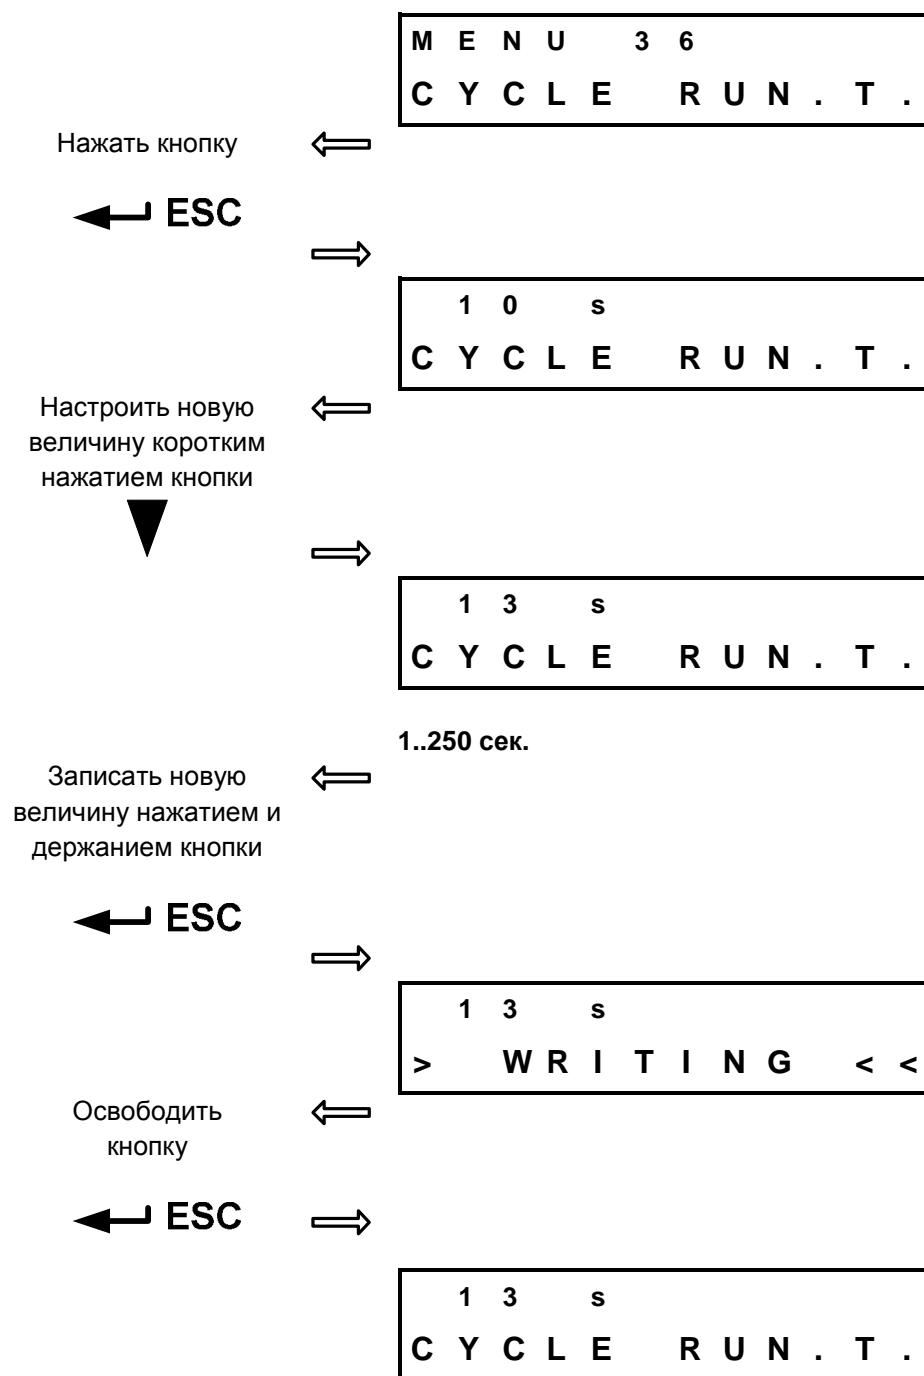 MENU 36
CYCLE RUN.T.
Нажать кнопку
ESC
10 s
CYCLE RUN.T.
Настроить новую
величину коротким
нажатием кнопки
13 s
CYCLE RUN.T.
1..250 сек.
Записать новую
величину нажатием и
держанием кнопки
ESC
13 s
> WRITING <<
Освободить
кнопку
ESC
13 s
CYCLE RUN.T.